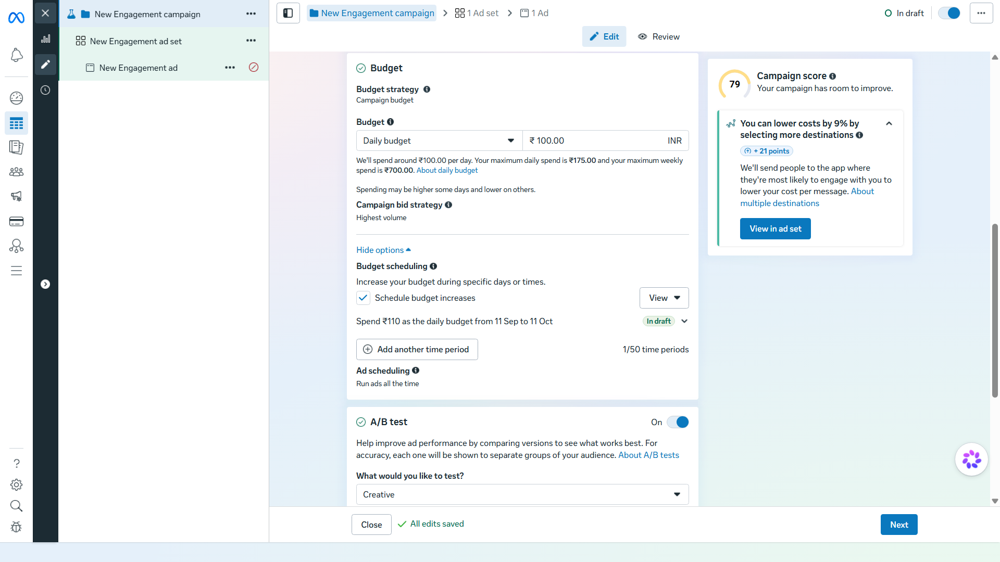 New Engagement campaign
New Engagement ad set
New Engagement ad
New Engagement campaign
1 Ad set
1 Ad
In draft
Edit
Review
Budget
Budget strategy
Campaign budget
Budget
Daily budget
₹ 100.00
INR
We'll spend around ₹100.00 per day. Your maximum daily spend is ₹175.00 and your maximum weekly
spend is ₹700.00. About daily budget
Spending may be higher some days and lower on others.
Campaign bid strategy
Highest volume
Hide options
Budget scheduling
Increase your budget during specific days or times.
Schedule budget increases
View
Spend ₹110 as the daily budget from 11 Sep to 11 Oct
In draft
Add another time period
1/50 time periods
Ad scheduling
Run ads all the time
A/B test
On
Help improve ad performance by comparing versions to see what works best. For
accuracy, each one will be shown to separate groups of your audience. About A/B tests
What would you like to test?
Creative
79
Campaign score
Your campaign has room to improve.
You can lower costs by 9% by
selecting more destinations
+ 21 points
We'll send people to the app where
they're most likely to engage with you to
lower your cost per message. About
multiple destinations
View in ad set
Close
All edits saved
Next